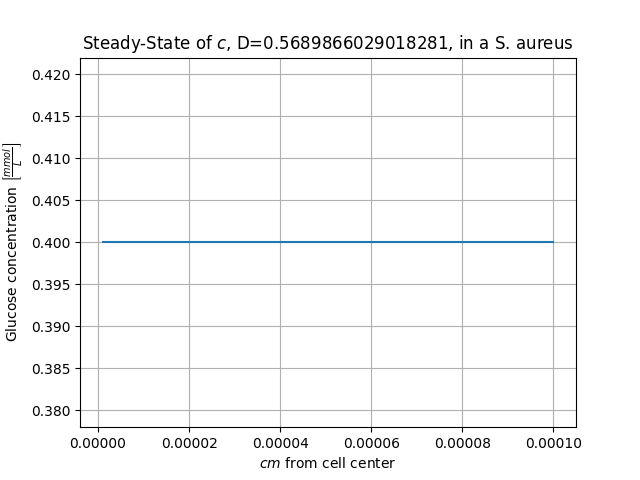 Steady-State of c, D=0.5689866029018281, in a S. aureus
Glucose concentration [mmol/L]
0.420
0.415
0.410
0.405
0.400
0.395
0.390
0.385
0.380
0.00000 0.00002 0.00004 0.00006 0.00008 0.00010
cm from cell center